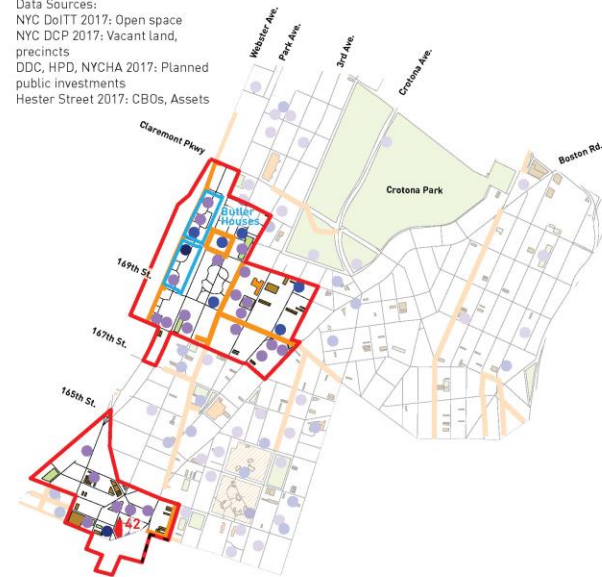 Data Sources:
NYC DoITT 2017: Open space
NYC DCP 2017: Vacant land,
precincts
DDC, HPD, NYCHA 2017: Planned
public investments
Hester Street 2017: CBOs, Assets
Webster Ave.
Park Ave.
3rd Ave.
Crotona Ave.
Claremont Pkwy
Boston Rd.
Crotona Park
Butler
Houses
169th St.
167th St.
165th St.
42